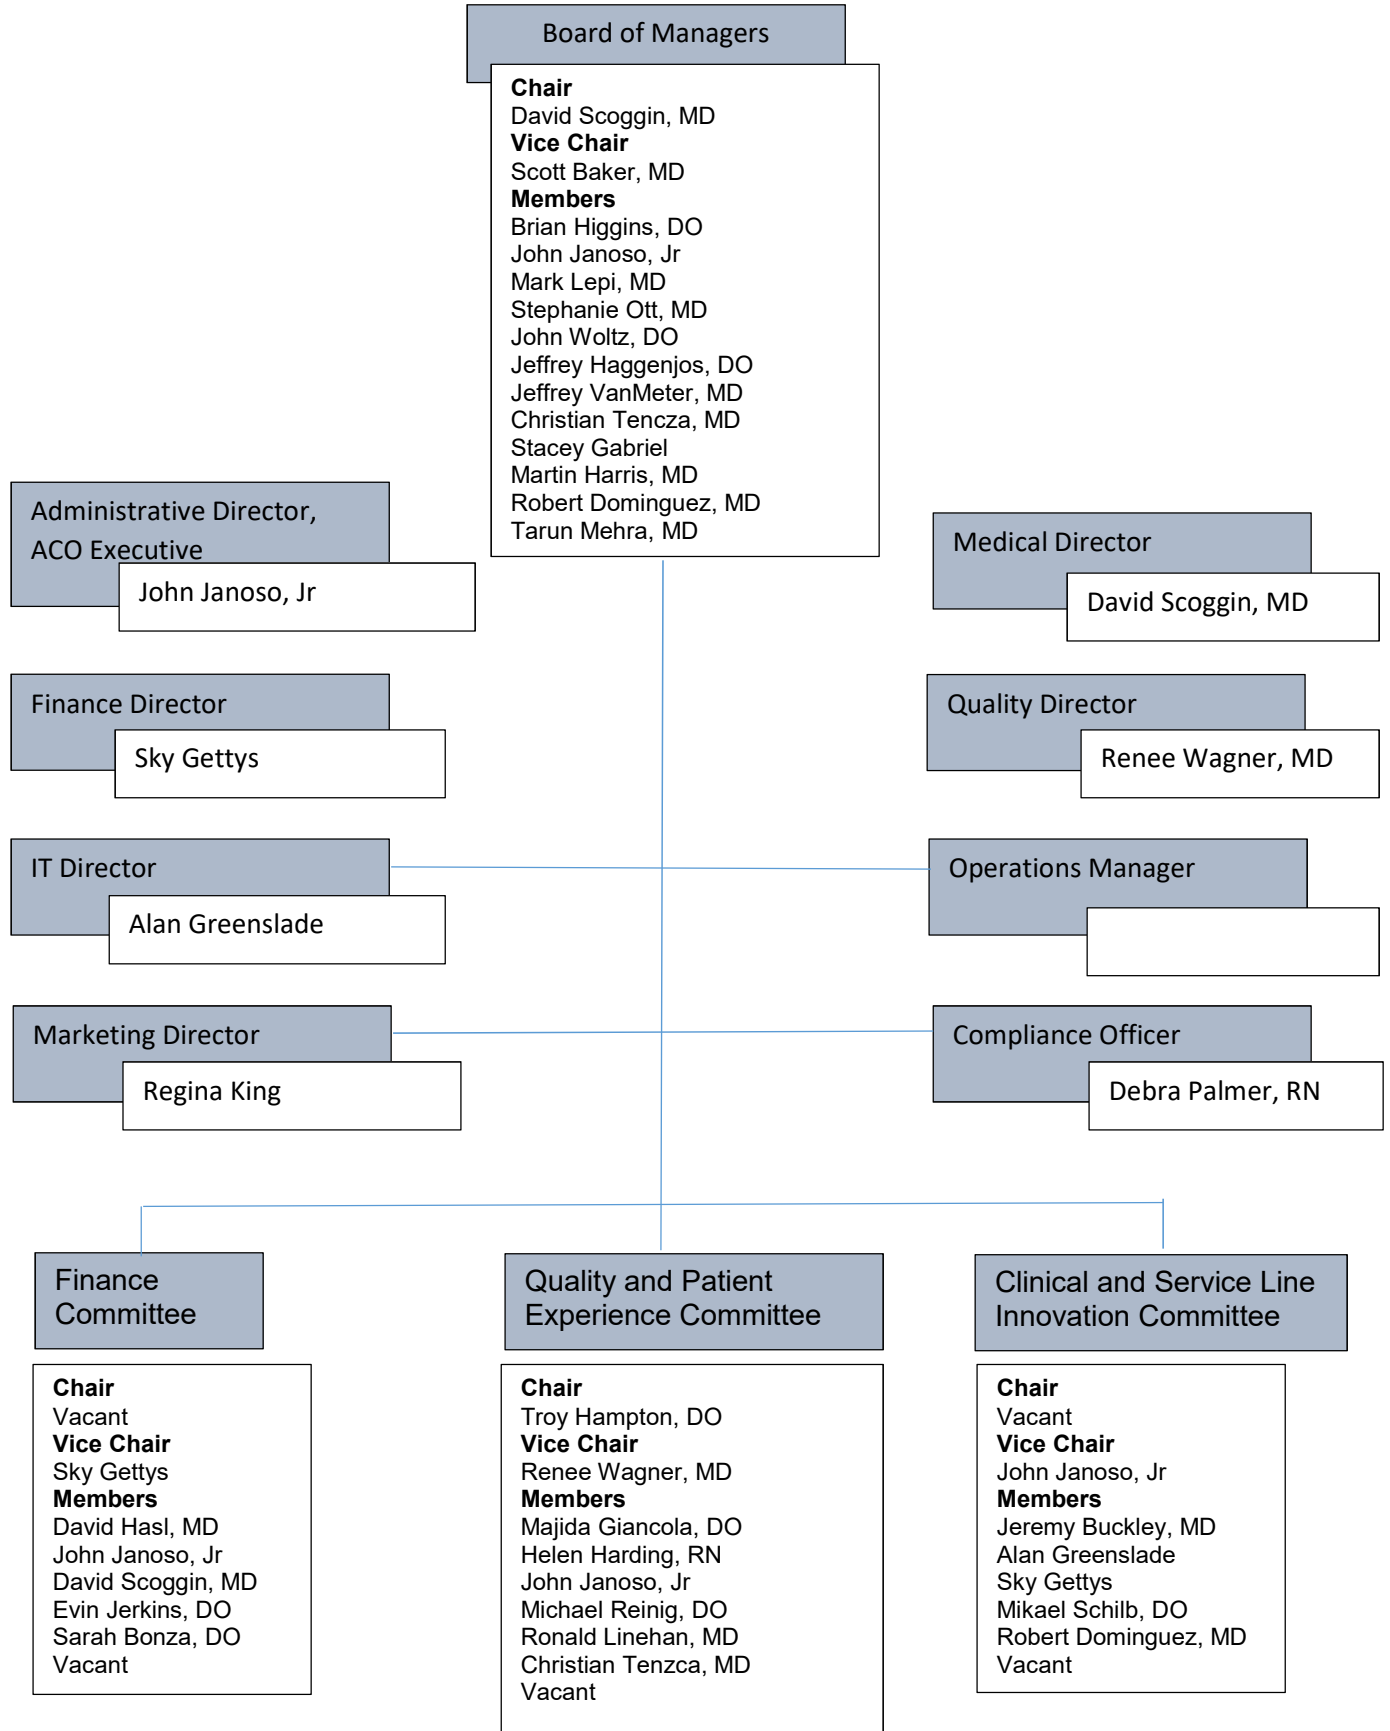 Board of Managers
Chair
David Scoggin, MD
Vice Chair
Scott Baker, MD
Members
Brian Higgins, DO
John Janoso, Jr
Mark Lepi, MD
Stephanie Ott, MD
John Woltz, DO
Jeffrey Haggenjos, DO
Jeffrey VanMeter, MD
Christian Tencza, MD
Stacey Gabriel
Martin Harris, MD
Robert Dominguez, MD
Tarun Mehra, MD
Administrative Director,
ACO Executive
John Janoso, Jr
Medical Director
David Scoggin, MD
Finance Director
Sky Gettys
Quality Director
Renee Wagner, MD
IT Director
Alan Greenslade
Operations Manager
Marketing Director
Regina King
Compliance Officer
Debra Palmer, RN
Finance
Committee
Chair
Vacant
Vice Chair
Sky Gettys
Members
David Hasl, MD
John Janoso, Jr
David Scoggin, MD
Evin Jerkins, DO
Sarah Bonza, DO
Vacant
Quality and Patient
Experience Committee
Chair
Troy Hampton, DO
Vice Chair
Renee Wagner, MD
Members
Majida Giancola, DO
Helen Harding, RN
John Janoso, Jr
Michael Reinig, DO
Ronald Linehan, MD
Christian Tenzca, MD
Vacant
Clinical and Service Line
Innovation Committee
Chair
Vacant
Vice Chair
John Janoso, Jr
Members
Jeremy Buckley, MD
Alan Greenslade
Sky Gettys
Mikael Schilb, DO
Robert Dominguez, MD
Vacant